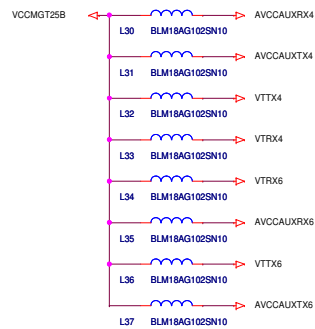 VCCMGT25B AVCCAUXRX4
L30 BLM18AG102SN10
AVCCAUXTX4
L31 BLM18AG102SN10
VTTX4
L32 BLM18AG102SN10
VTRX4
L33 BLM18AG102SN10
VTRX6
L34 BLM18AG102SN10
AVCCAUXRX6
L35 BLM18AG102SN10
VTTX6
L36 BLM18AG102SN10
AVCCAUXTX6
L37 BLM18AG102SN10